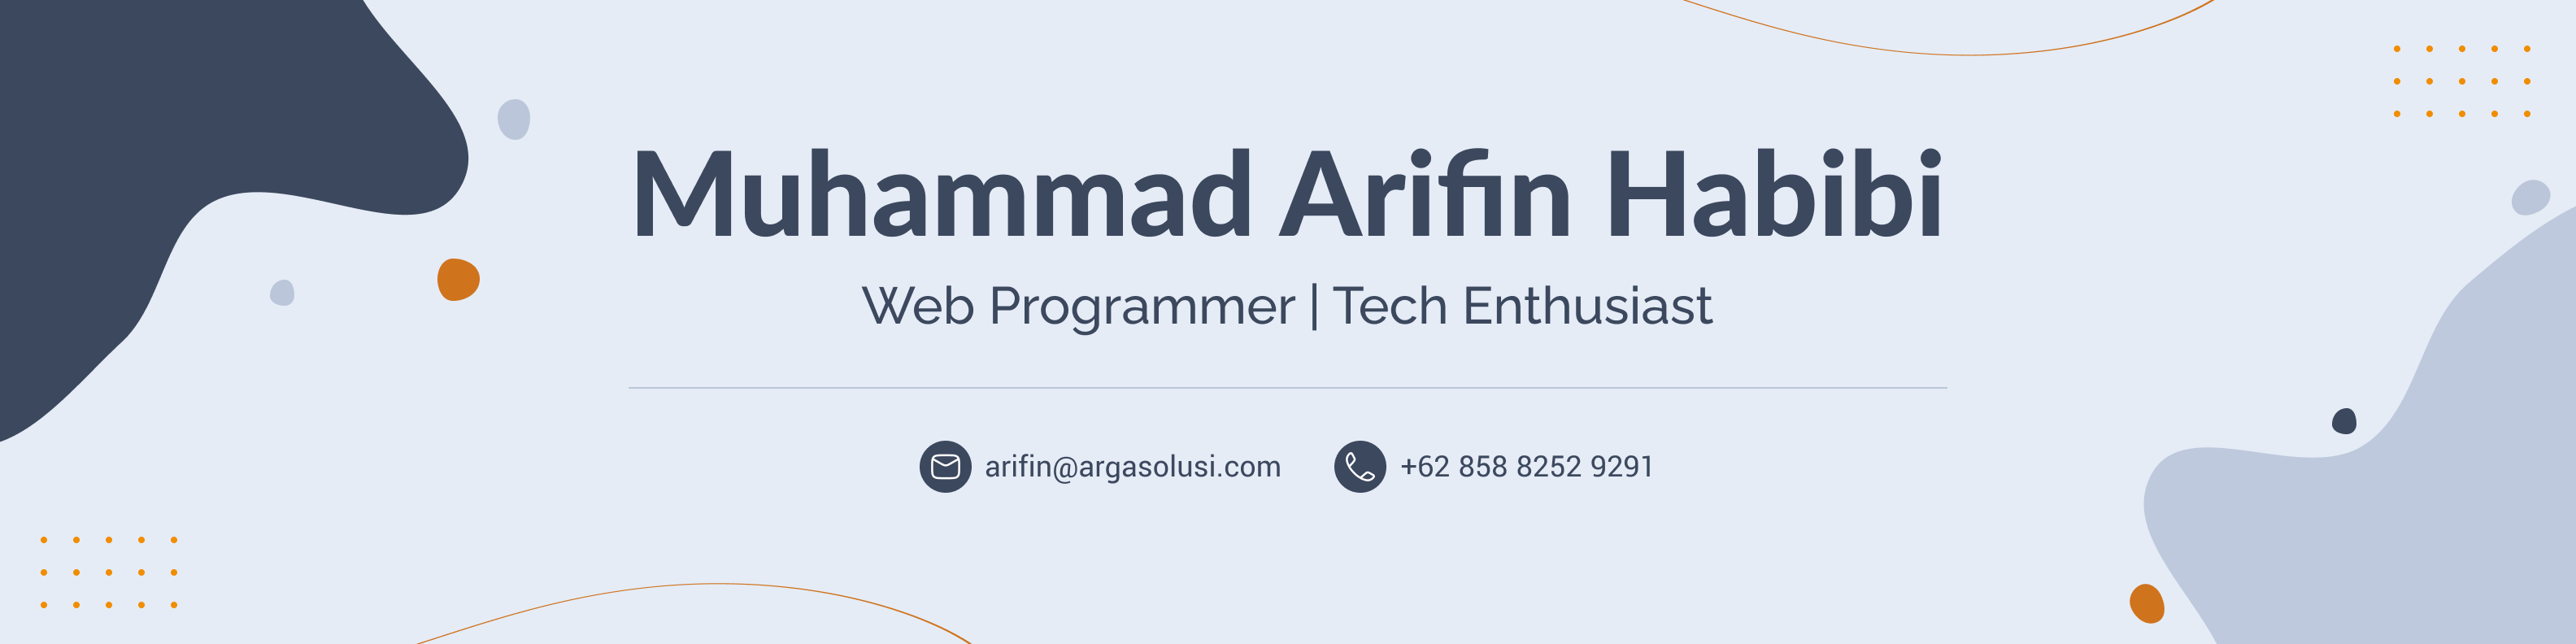 Muhammad Arifin Habibi
Web Programmer | Tech Enthusiast
arifin@argasolusi.com +62 858 8252 9291